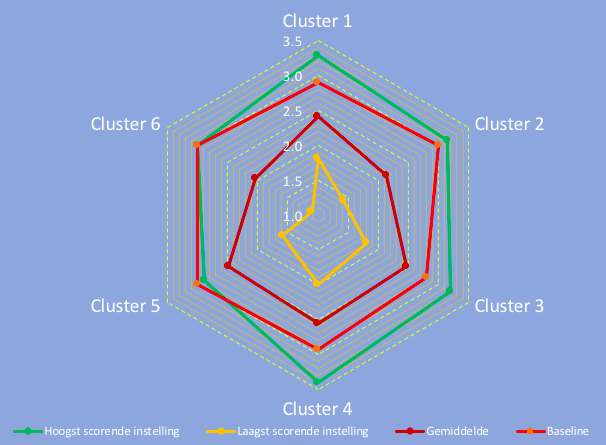 Cluster 1
3.5
3.0
Cluster 6
Cluster 2
2.5
2.0
1.5
1.0
Cluster 5
Cluster 3
Cluster 4
Hoogst scorende instelling
Laagst scorende instelling
Gemiddelde
Baseline